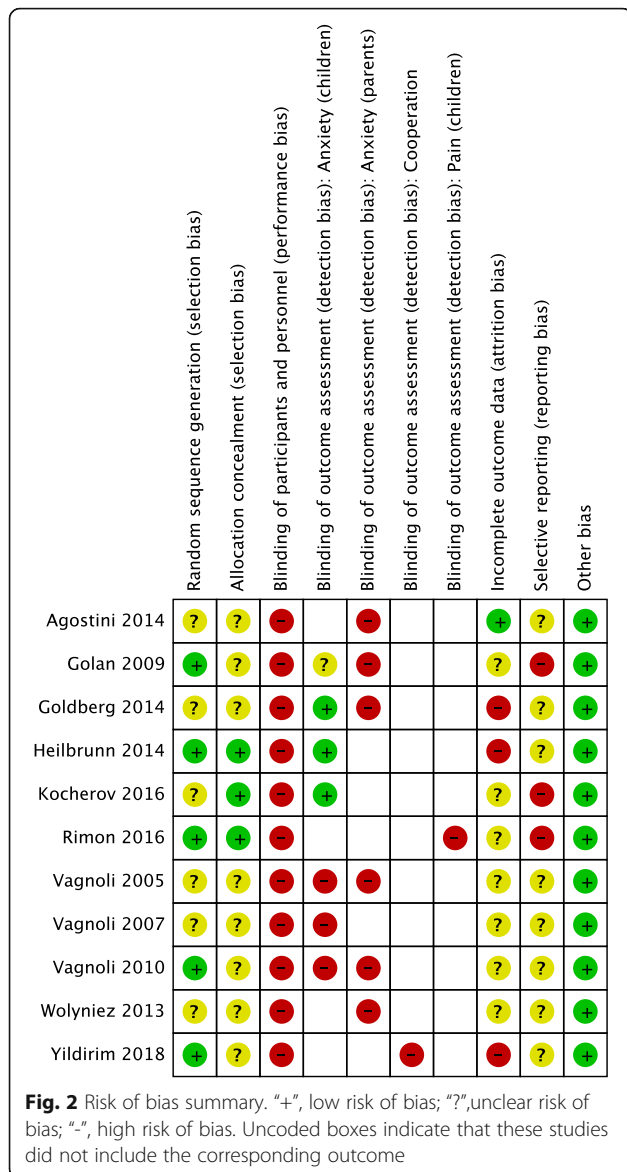 Random sequence generation (selection bias)
Allocation concealment (selection bias)
Blinding of participants and personnel (performance bias)
Blinding of outcome assessment (detection bias): Anxiety (children)
Blinding of outcome assessment (detection bias): Anxiety (parents)
Blinding of outcome assessment (detection bias): Cooperation
Blinding of outcome assessment (detection bias): Pain (children)
Incomplete outcome data (attrition bias)
Selective reporting (reporting bias)
Other bias
Agostini 2014 ? ? - - + ? +
Golan 2009 + ? - ? - ? - +
Goldberg 2014 ? ? - + - - ? +
Heilbrunn 2014 + + - + - ? +
Kocherov 2016 ? + - + ? - +
Rimon 2016 + + - - ? - +
Vagnoli 2005 ? ? - - - ? ? +
Vagnoli 2007 ? ? - - ? ? +
Vagnoli 2010 + ? - - - ? ? +
Wolyniez 2013 ? ? - - ? ? +
Yildirim 2018 + ? - - - ? +
Fig. 2 Risk of bias summary. “+”, low risk of bias; “?”,unclear risk of
bias; “-”, high risk of bias. Uncoded boxes indicate that these studies
did not include the corresponding outcome